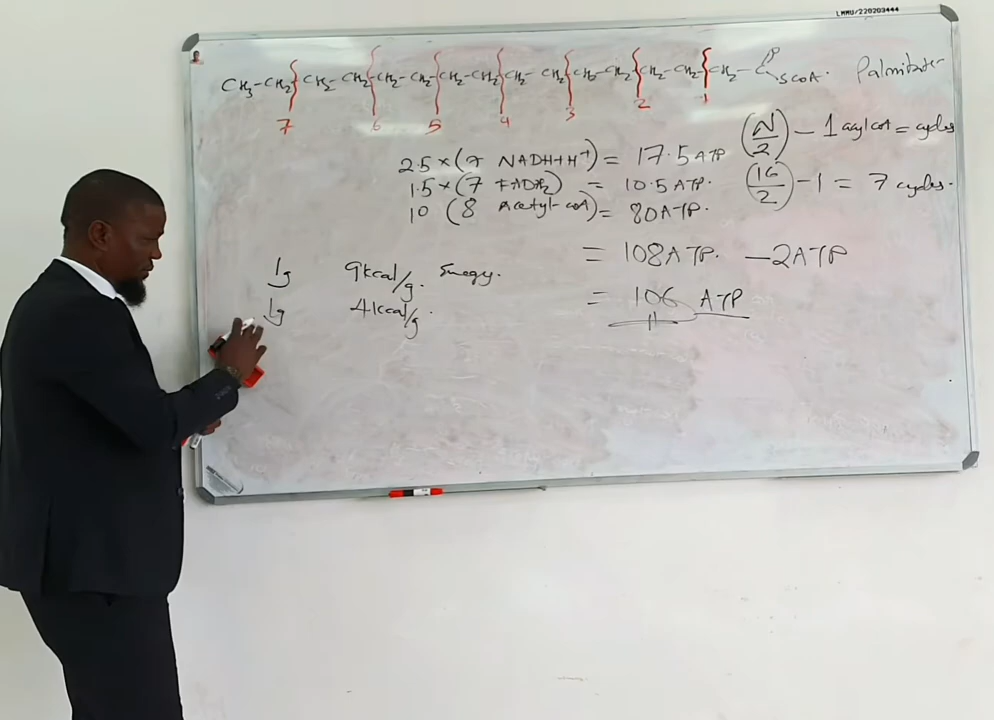 LMMU/220203444
CH3-CH2 CH2-CH2 CH2-CH2 CH2-CH2 CH2-CH2 CH2-CH2 CH2-CH2 CH2-C SCOA. Palmitate
7 6 5 4 3 2 1
(N/2) - 1 acyl coA = cycles
2.5 x (7 NADH+H+) = 17.5 ATP
1.5 x (7 FADH2) = 10.5 ATP.
(16/2) - 1 = 7 cycles.
10 (8 Acetyl-coA) = 80 ATP.
= 108 ATP. - 2 ATP
1g 9kcal/g. Energy.
= 106 ATP
1g 4kcal/g.